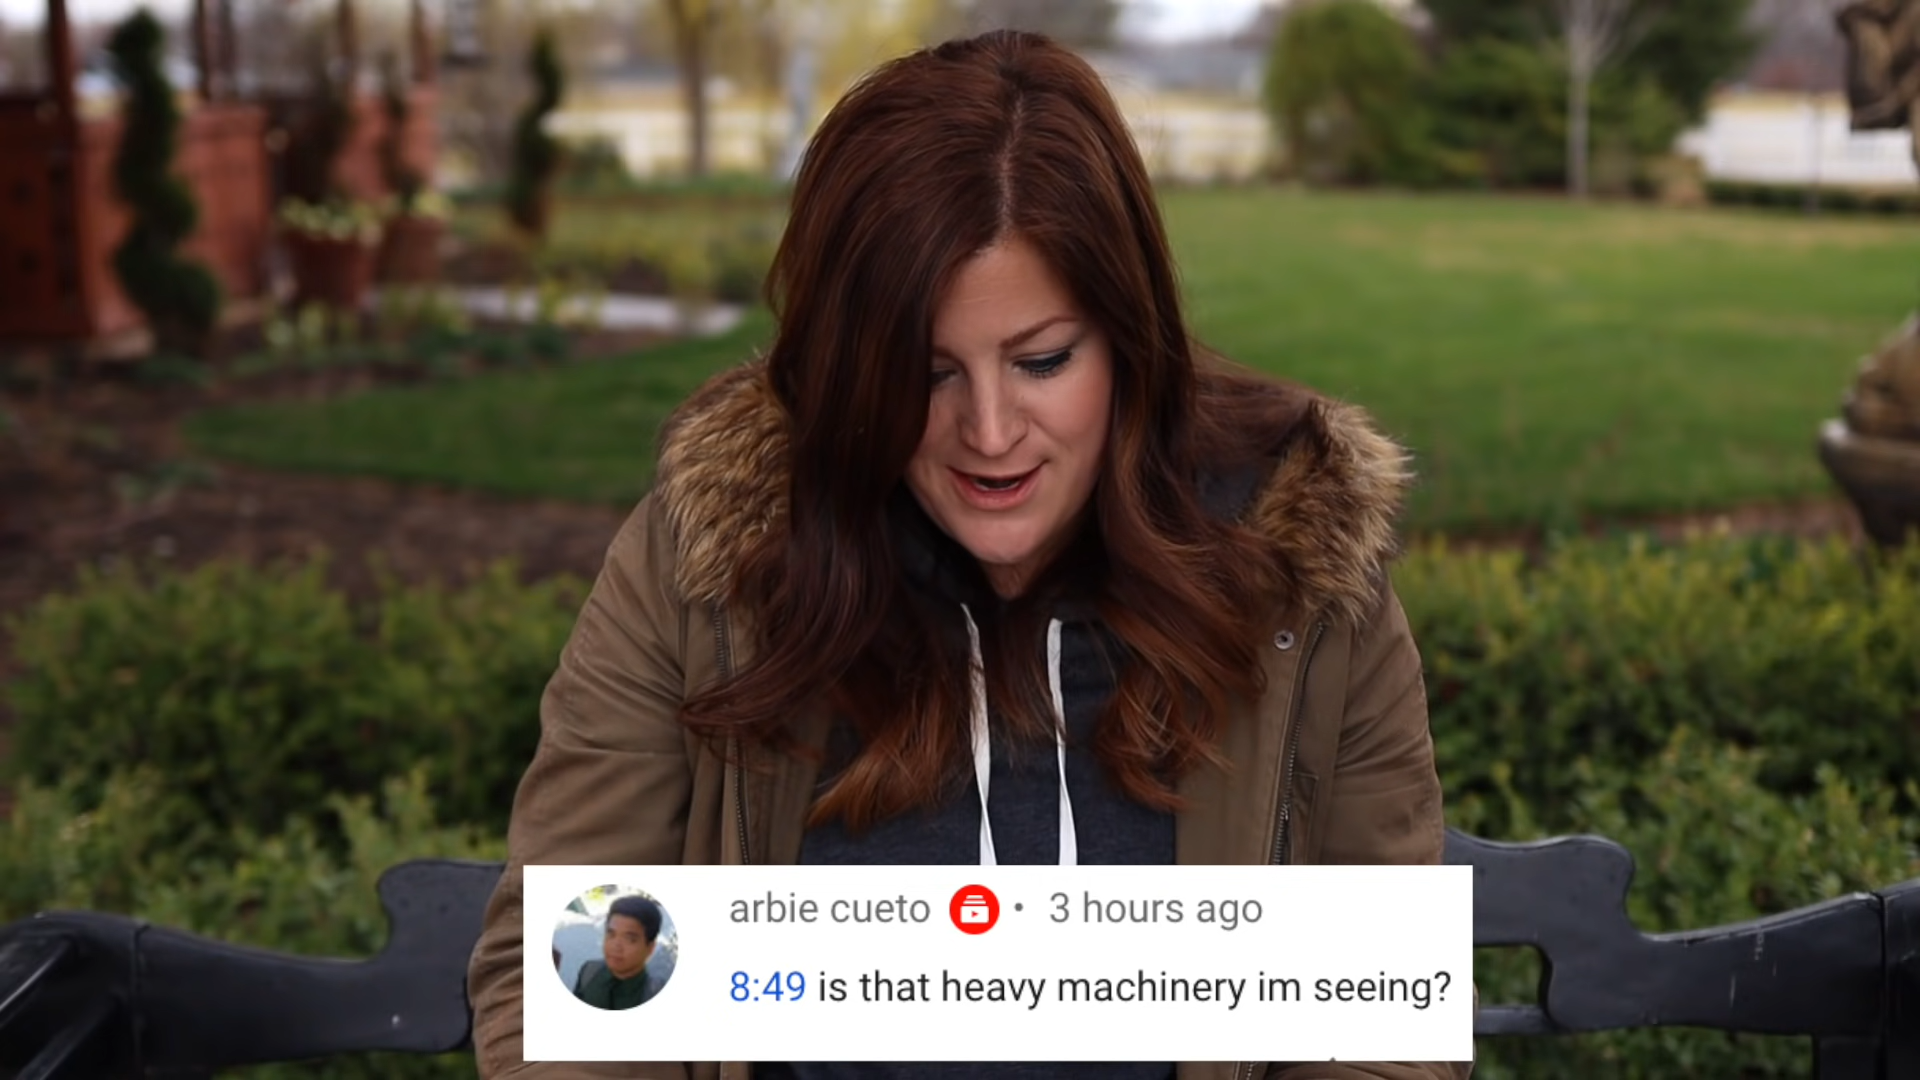 arbie cueto • 3 hours ago
8:49 is that heavy machinery im seeing?